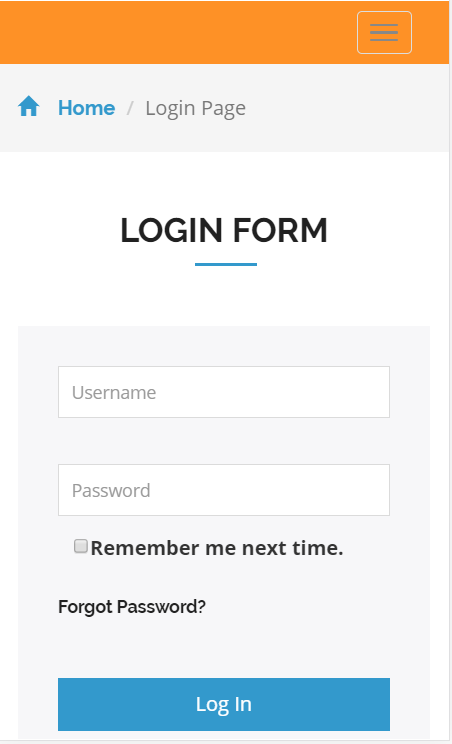 Home / Login Page
LOGIN FORM
Username
Password
Remember me next time.
Forgot Password?
Log In